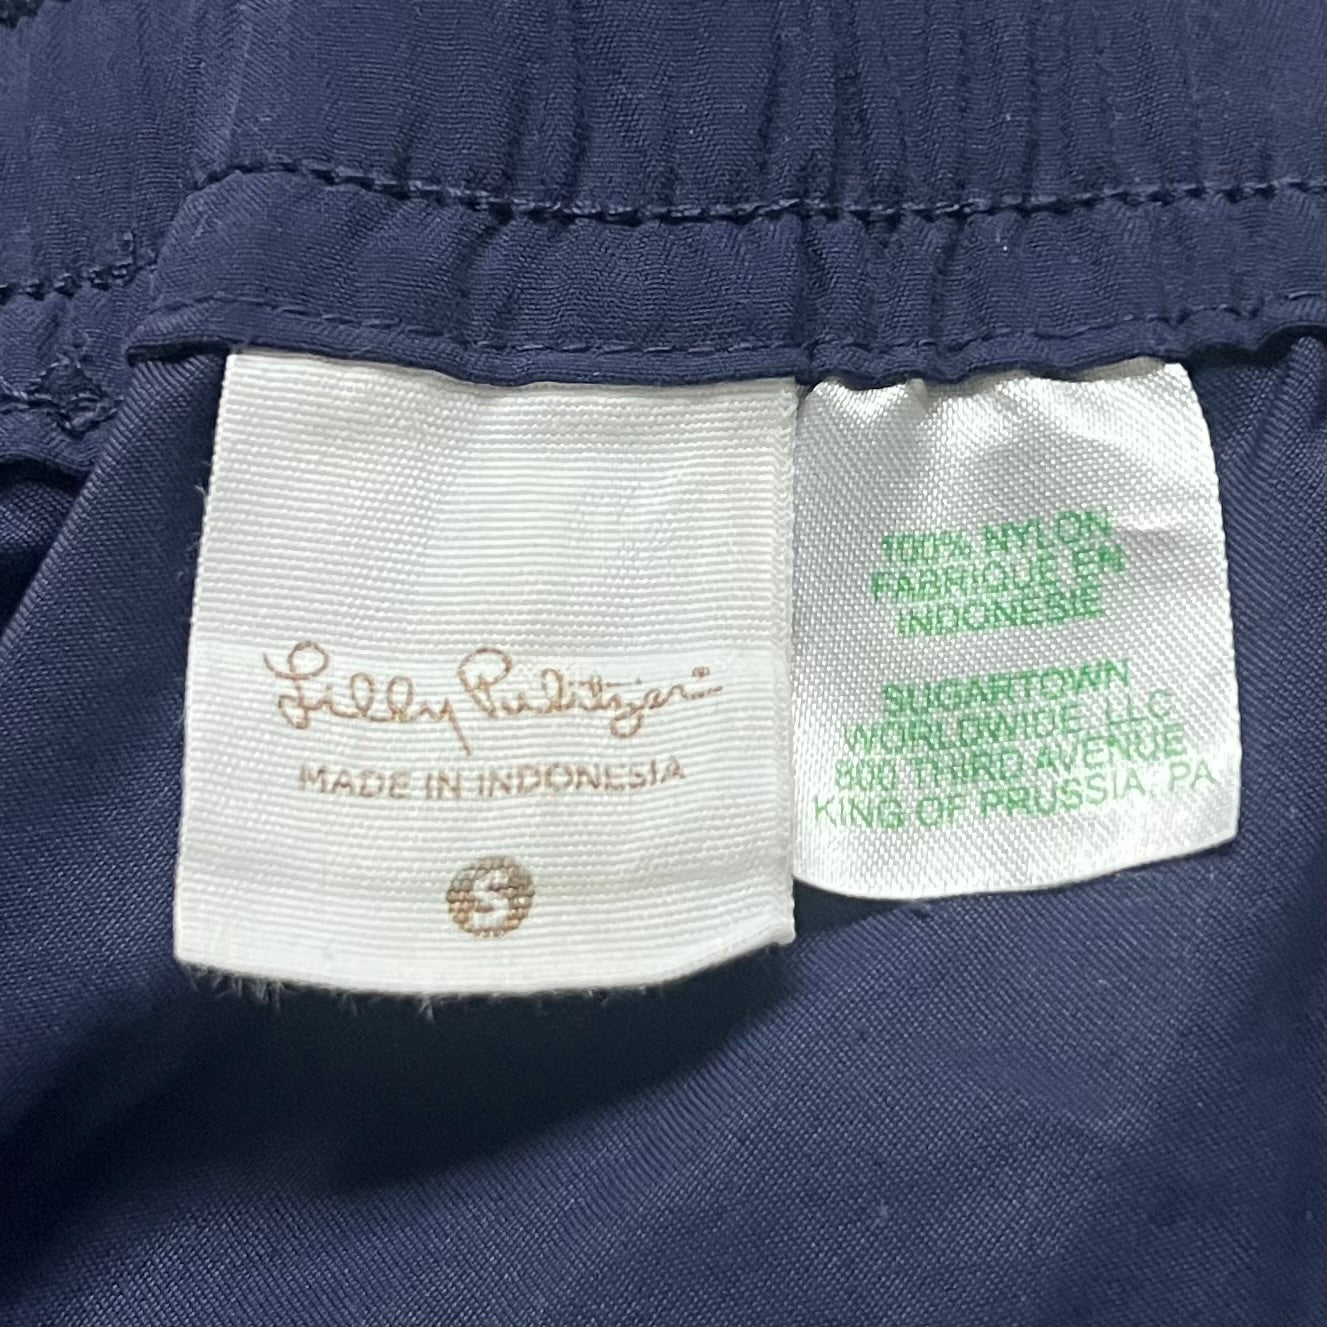 Lilly Pulitzer
MADE IN INDONESIA
S
100% NYLON
FABRIQUÉ EN
INDONESIE
SUGARTOWN
WORLDWIDE, LLC
800 THIRD AVENUE
KING OF PRUSSIA, PA